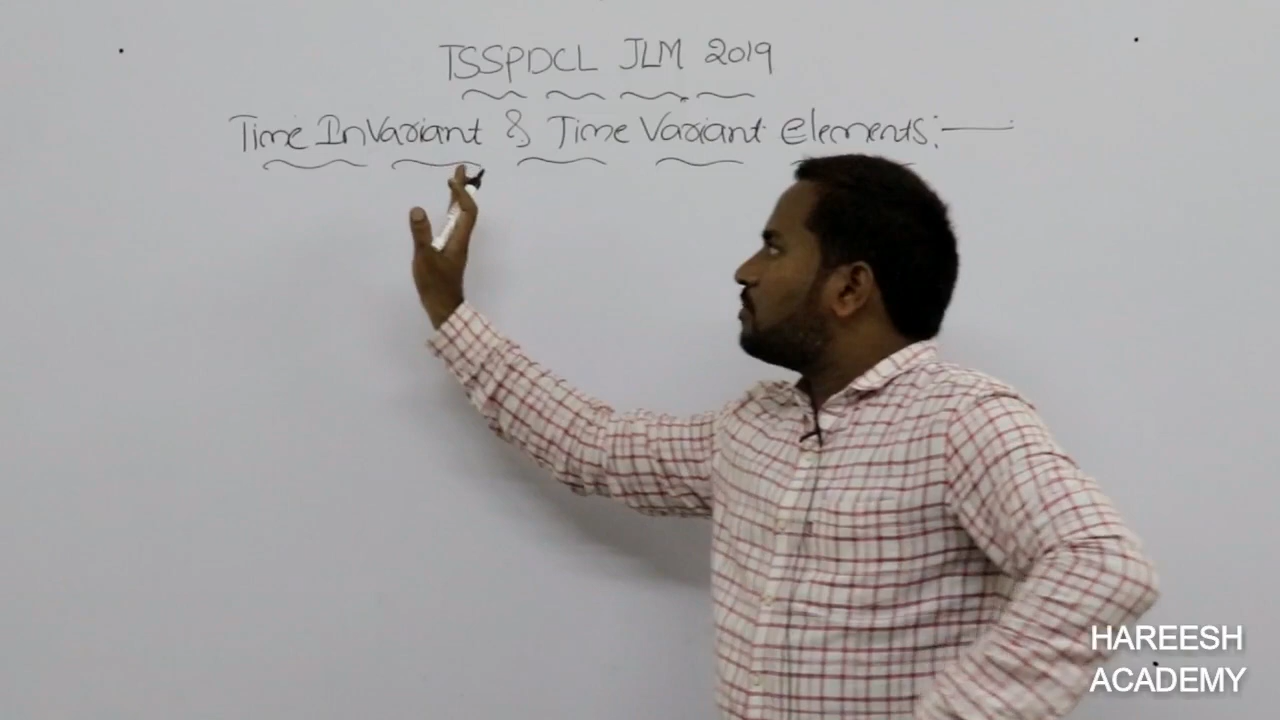 TSSPDCL JLM 2019
Time InVariant & Time Variant elements:-
HAREESH
ACADEMY